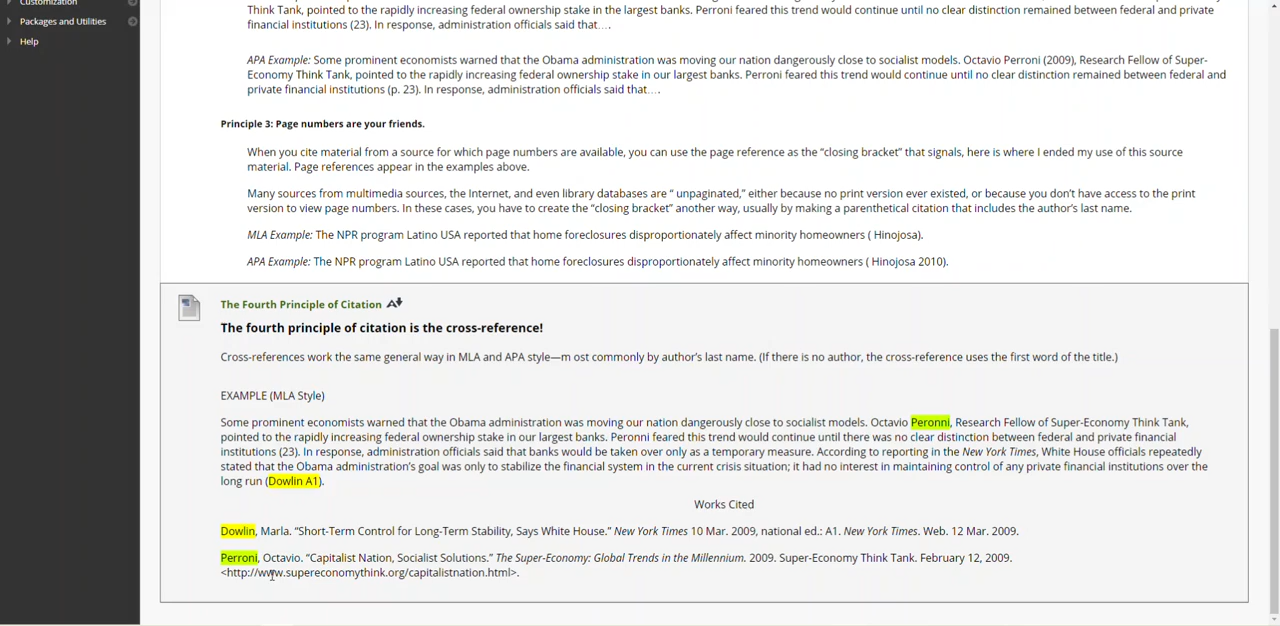 Customization
Packages and Utilities
Help
Think Tank, pointed to the rapidly increasing federal ownership stake in the largest banks. Perroni feared this trend would continue until no clear distinction remained between federal and private
financial institutions (23). In response, administration officials said that….
APA Example: Some prominent economists warned that the Obama administration was moving our nation dangerously close to socialist models. Octavio Perroni (2009), Research Fellow of Super-
Economy Think Tank, pointed to the rapidly increasing federal ownership stake in our largest banks. Perroni feared this trend would continue until no clear distinction remained between federal and
private financial institutions (p. 23). In response, administration officials said that….
Principle 3: Page numbers are your friends.
When you cite material from a source for which page numbers are available, you can use the page reference as the “closing bracket” that signals, here is where I ended my use of this source
material. Page references appear in the examples above.
Many sources from multimedia sources, the Internet, and even library databases are “ unpaginated,” either because no print version ever existed, or because you don’t have access to the print
version to view page numbers. In these cases, you have to create the “closing bracket” another way, usually by making a parenthetical citation that includes the author’s last name.
MLA Example: The NPR program Latino USA reported that home foreclosures disproportionately affect minority homeowners ( Hinojosa).
APA Example: The NPR program Latino USA reported that home foreclosures disproportionately affect minority homeowners ( Hinojosa 2010).
The Fourth Principle of Citation
The fourth principle of citation is the cross-reference!
Cross-references work the same general way in MLA and APA style—m ost commonly by author’s last name. (If there is no author, the cross-reference uses the first word of the title.)
EXAMPLE (MLA Style)
Some prominent economists warned that the Obama administration was moving our nation dangerously close to socialist models. Octavio Peronni, Research Fellow of Super-Economy Think Tank,
pointed to the rapidly increasing federal ownership stake in our largest banks. Peronni feared this trend would continue until there was no clear distinction between federal and private financial
institutions (23). In response, administration officials said that banks would be taken over only as a temporary measure. According to reporting in the New York Times, White House officials repeatedly
stated that the Obama administration’s goal was only to stabilize the financial system in the current crisis situation; it had no interest in maintaining control of any private financial institutions over the
long run (Dowlin A1).
Works Cited
Dowlin, Marla. “Short-Term Control for Long-Term Stability, Says White House.” New York Times 10 Mar. 2009, national ed.: A1. New York Times. Web. 12 Mar. 2009.
Perroni, Octavio. “Capitalist Nation, Socialist Solutions.” The Super-Economy: Global Trends in the Millennium. 2009. Super-Economy Think Tank. February 12, 2009.
<http://www.supereconomythink.org/capitalistnation.html>.